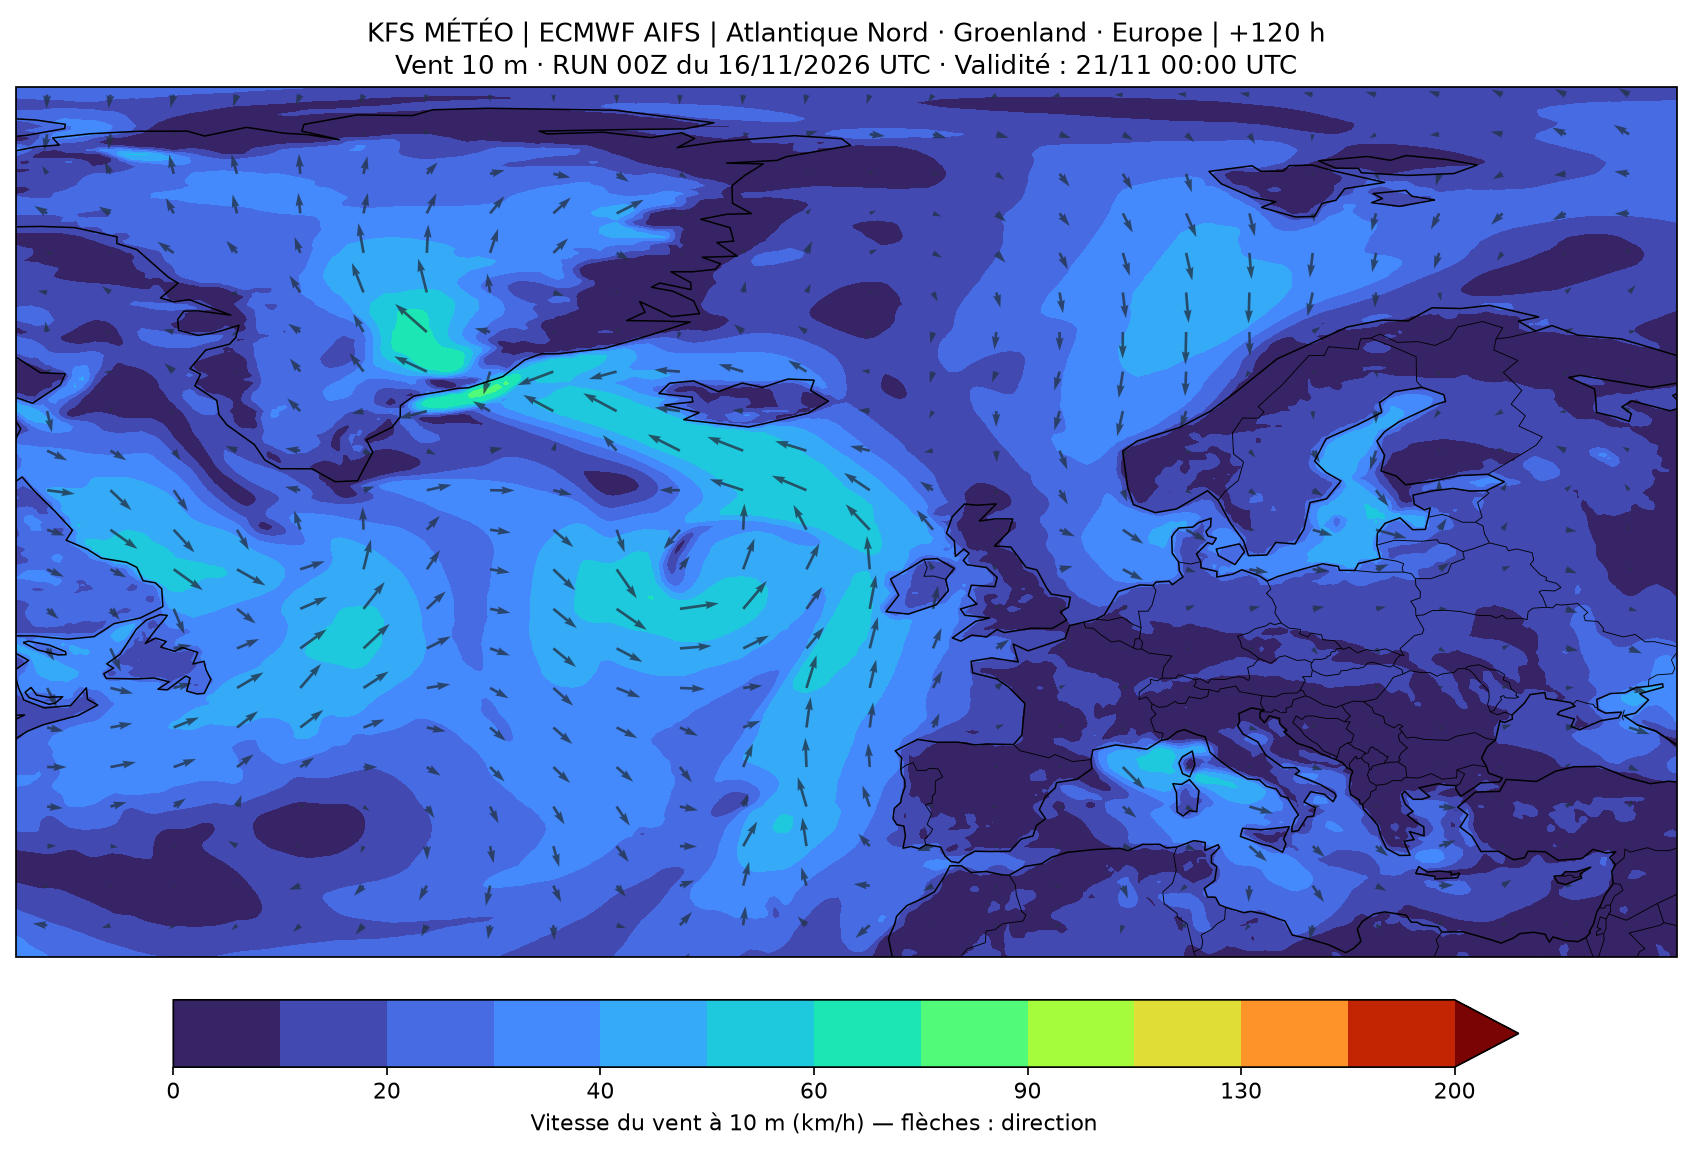 KFS MÉTÉO | ECMWF AIFS | Atlantique Nord · Groenland · Europe | +120 h
Vent 10 m · RUN 00Z du 16/11/2026 UTC · Validité : 21/11 00:00 UTC
0 20 40 60 90 130 200
Vitesse du vent à 10 m (km/h) — flèches : direction